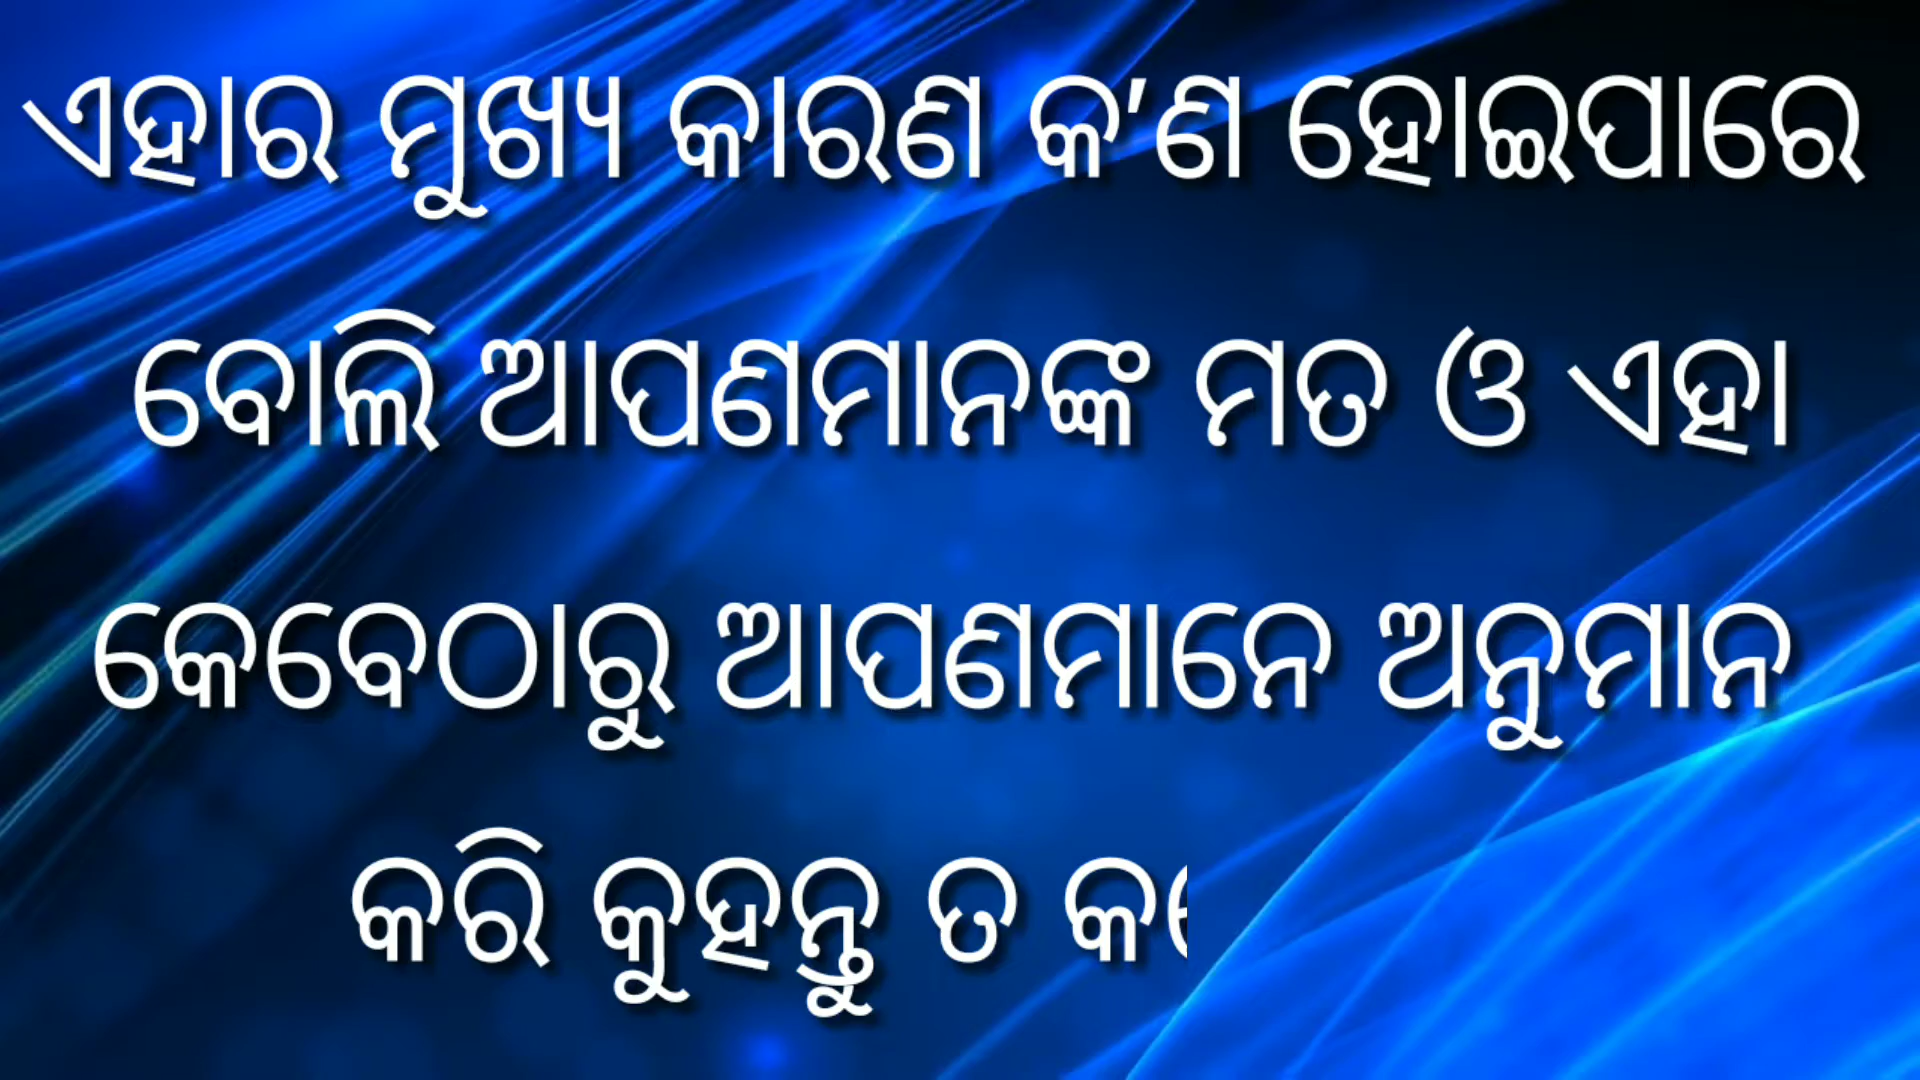 ଏହାର ମୁଖ୍ୟ କାରଣ କ'ଣ ହୋଇପାରେ
ବୋଲି ଆପଣମାନଙ୍କ ମତ ଓ ଏହା
କେବେଠାରୁ ଆପଣମାନେ ଅନୁମାନ
କରି କୁହନ୍ତୁ ତ